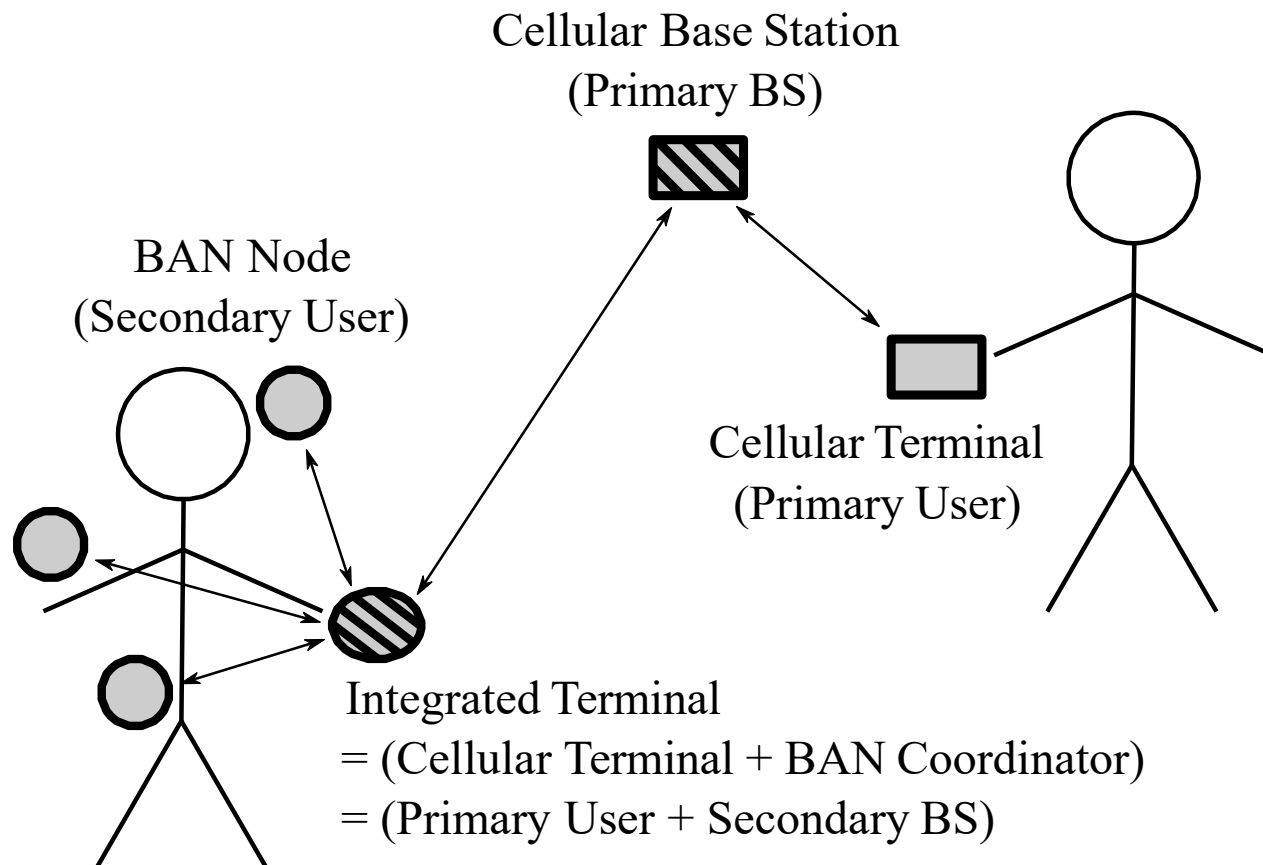 Cellular Base Station
(Primary BS)
BAN Node
(Secondary User)
Cellular Terminal
(Primary User)
Integrated Terminal
= (Cellular Terminal + BAN Coordinator)
= (Primary User + Secondary BS)